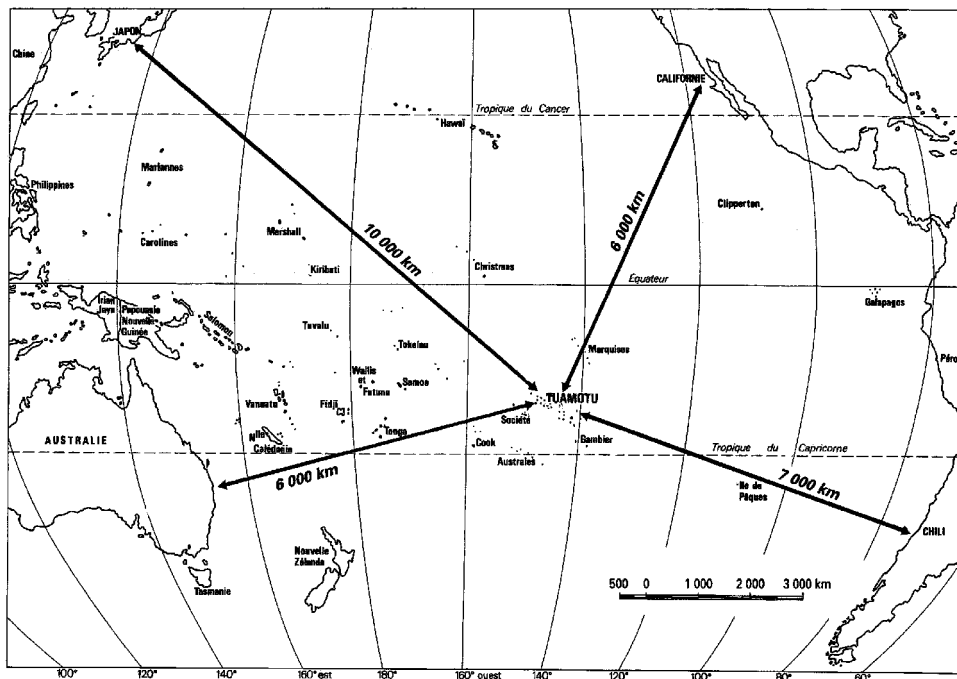 JAPON
Chine
CALIFORNIE
Tropique du Cancer
Hawaï
Mariannes
Philippines
6 000 km
Clipperton
10 000 km
Marshall
Carolines
Kiribati
Christmas
Équateur
Galapagos
Irian
Jaya
Papouasie
Nouvelle
Guinée
Salomon
Tuvalu
Tokelau
Marquises
Péro
Wallis
et
Futuna
Samoa
TUAMOTU
Vanuatu
Fidji
Société
AUSTRALIE
Nlle
Calédonie
Tonga
Cook
Gambier
Tropique du Capricorne
Australes
6 000 km
7 000 km
Ile de
Pâques
CHILI
Nouvelle
Zélande
Tasmanie
500 0 1 000 2 000 3 000 km
100° 120° 140° est 160° 180° 160° ouest 140° 120° 100° 80° 60°